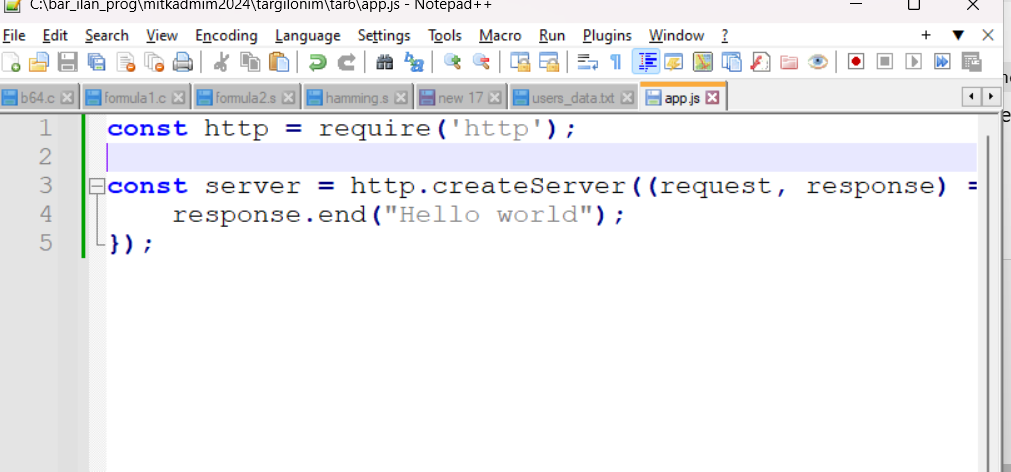 C:\bar_ilan_prog\mitkadmim2024\targilonim\tar6\app.js - Notepad++
File Edit Search View Encoding Language Settings Tools Macro Run Plugins Window ?
b64.c formula1.c formula2.s hamming.s new 17 users_data.txt app.js
1 const http = require('http');
2
3 const server = http.createServer((request, response) =
4 response.end("Hello world");
5 });